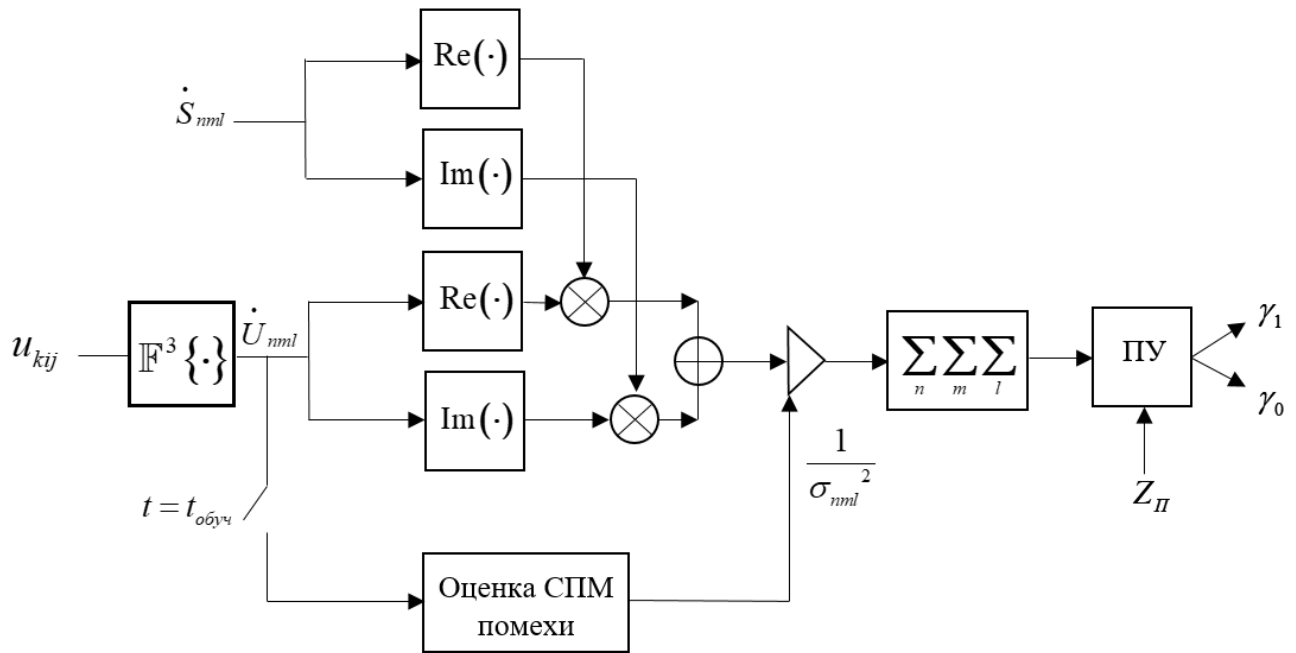 Re(·)
Ṡ_nml
Im(·)
Re(·)
u_kij
𝔽³{·}
U̇_nml
Im(·)
∑∑∑
n m l
ПУ
γ₁
γ₀
1
σ_nml²
Z_П
t = t_обуч
Оценка СПМ
помехи